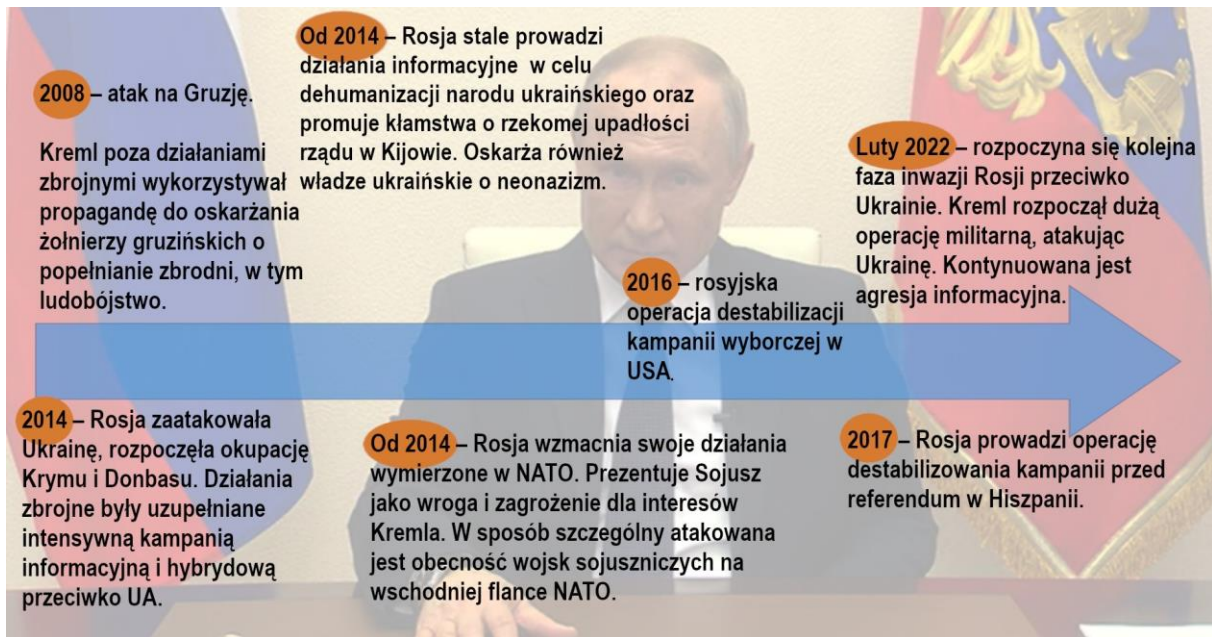 2008 – atak na Gruzję.
Kreml poza działaniami
zbrojnymi wykorzystywał
propagandę do oskarżania
żołnierzy gruzińskich o
popełnianie zbrodni, w tym
ludobójstwo.
2014 – Rosja zaatakowała
Ukrainę, rozpoczęła okupację
Krymu i Donbasu. Działania
zbrojne były uzupełniane
intensywną kampanią
informacyjną i hybrydową
przeciwko UA.
Od 2014 – Rosja stale prowadzi
działania informacyjne w celu
dehumanizacji narodu ukraińskiego oraz
promuje kłamstwa o rzekomej upadłości
rządu w Kijowie. Oskarża również
władze ukraińskie o neonazizm.
Od 2014 – Rosja wzmacnia swoje działania
wymierzone w NATO. Prezentuje Sojusz
jako wroga i zagrożenie dla interesów
Kremla. W sposób szczególny atakowana
jest obecność wojsk sojuszniczych na
wschodniej flance NATO.
2016 – rosyjska
operacja destabilizacji
kampanii wyborczej w
USA.
2017 – Rosja prowadzi operację
destabilizowania kampanii przed
referendum w Hiszpanii.
Luty 2022 – rozpoczyna się kolejna
faza inwazji Rosji przeciwko
Ukrainie. Kreml rozpoczął dużą
operację militarną, atakując
Ukrainę. Kontynuowana jest
agresja informacyjna.